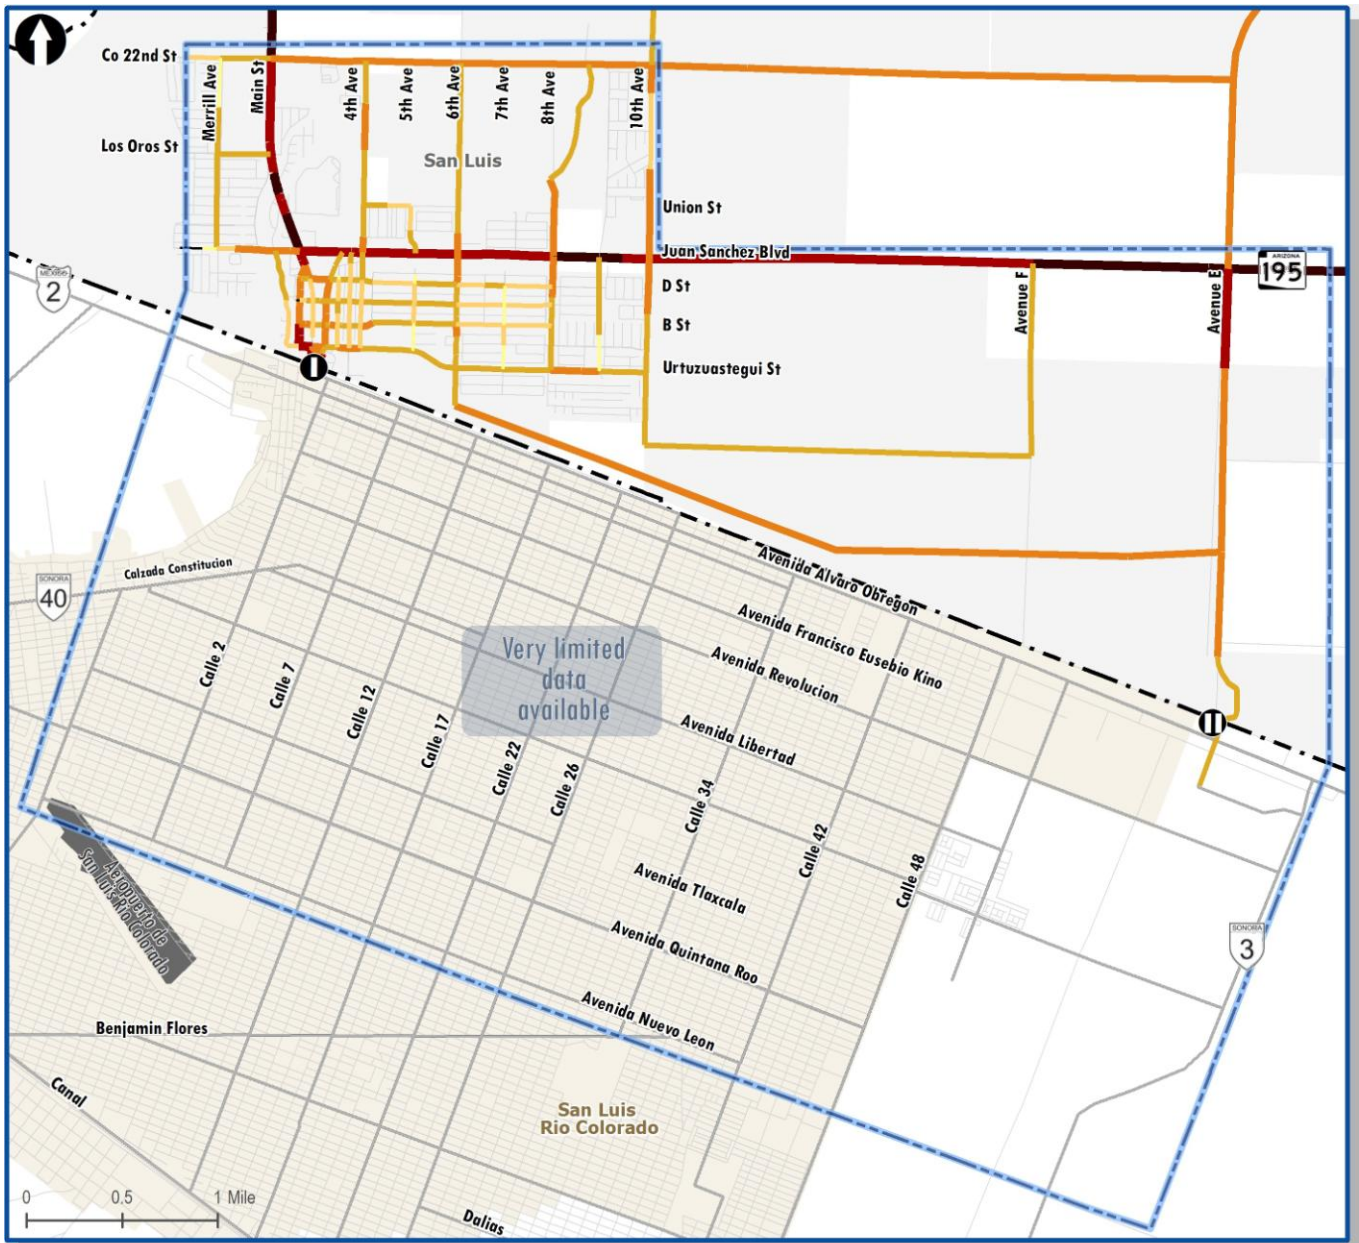 Co 22nd St
Merrill Ave
Main St
4th Ave
5th Ave
6th Ave
7th Ave
8th Ave
10th Ave
Los Oros St
San Luis
Union St
Juan Sanchez Blvd
ARIZONA
195
D St
Avenue F
Avenue E
B St
Urtuzuastegui St
MEXICO
2
I
Avenida Alvaro Obregon
Calzada Constitucion
SONORA
40
Avenida Francisco Eusebio Kino
Very limited
data
available
Avenida Revolucion
Calle 2
Calle 7
Calle 12
Calle 17
Calle 22
Calle 26
Calle 34
Calle 42
Calle 48
Avenida Libertad
II
Avenida Tlaxcala
Aeropuerto de
San Luis Rio Colorado
Avenida Quintana Roo
SONORA
3
Avenida Nuevo Leon
Benjamin Flores
Canal
San Luis
Rio Colorado
0 0.5 1 Mile
Dalias